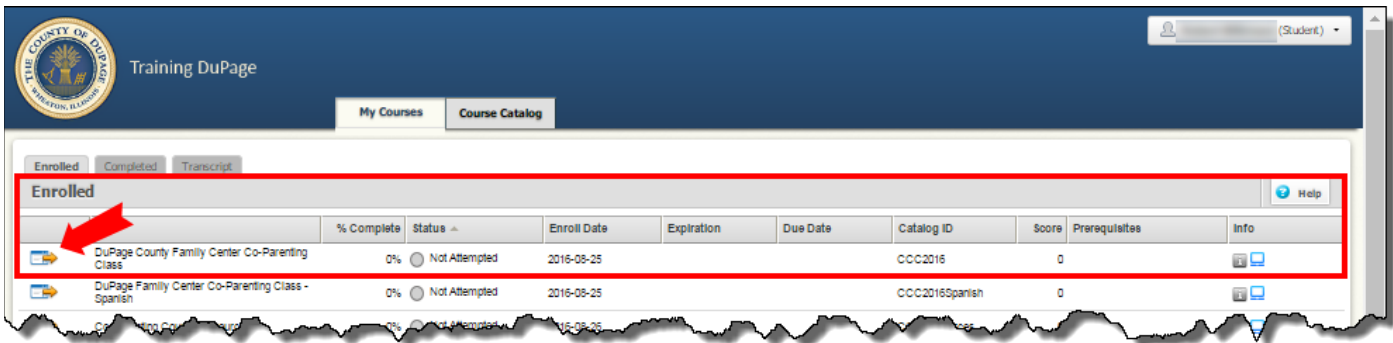 THE COUNTY OF DUPAGE
WHEATON, ILLINOIS
Training DuPage
(Student)
My Courses
Course Catalog
Enrolled Completed Transcript
Enrolled
Help
% Complete Status Enroll Date Expiration Due Date Catalog ID Score Prerequisites Info
DuPage County Family Center Co-Parenting Class
0% Not Attempted 2016-08-25 CCC2016 0
DuPage Family Center Co-Parenting Class - Spanish
0% Not Attempted 2016-08-25 CCC2016Spanish 0